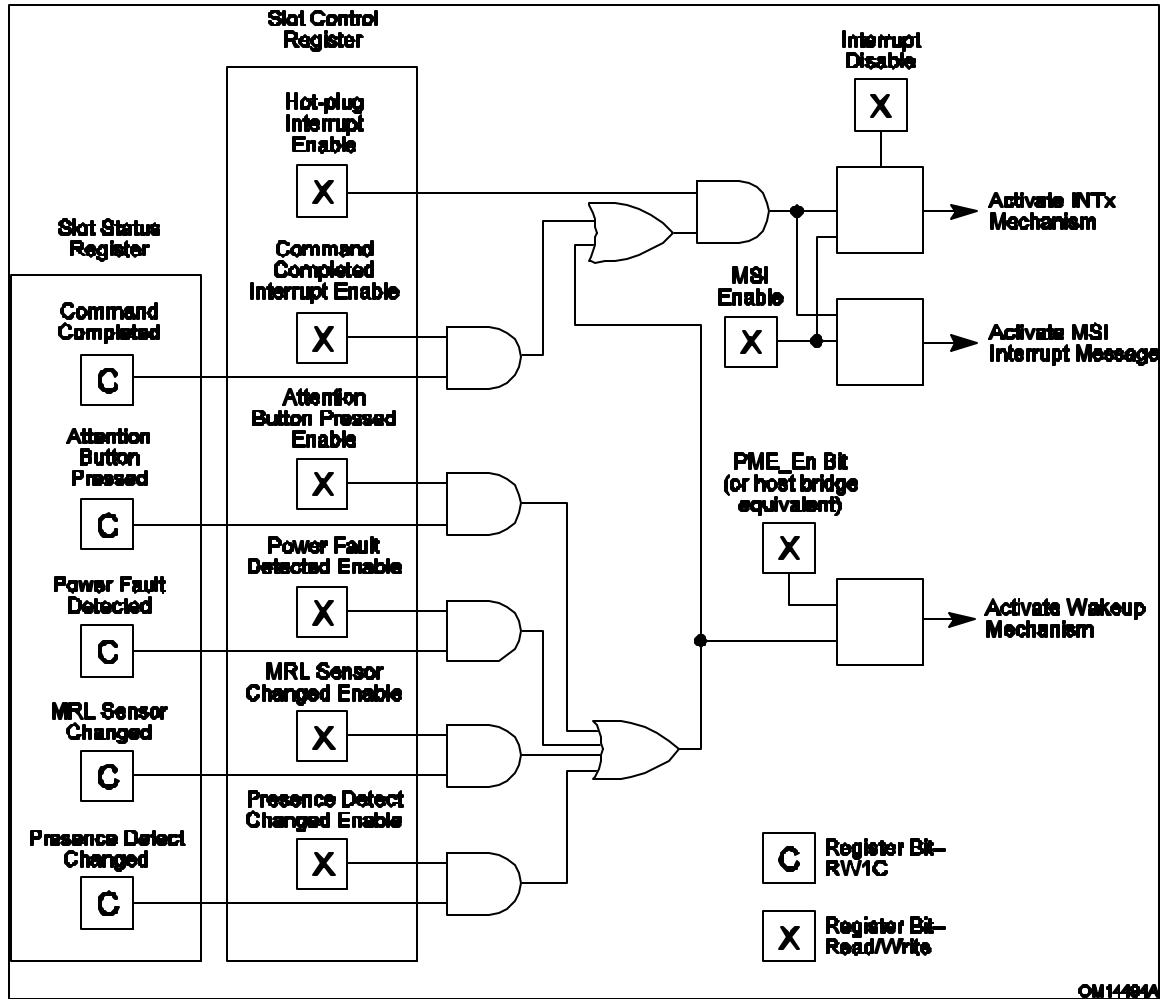 Slot Control
Register
Interrupt
Disable
X
Hot-plug
Interrupt
Enable
X
Activate INTx
Mechanism
Slot Status
Register
Command
Completed
Interrupt Enable
X
MSI
Enable
X
Activate MSI
Interrupt Message
Command
Completed
C
Attention
Button Pressed
Enable
X
Attention
Button
Pressed
C
PME_En Bit
(or host bridge
equivalent)
X
Power Fault
Detected Enable
X
Power Fault
Detected
C
Activate Wakeup
Mechanism
MRL Sensor
Changed Enable
X
MRL Sensor
Changed
C
Presence Detect
Changed Enable
X
Presence Detect
Changed
C
C
Register Bit–
RW1C
X
Register Bit–
Read/Write
OM14494A